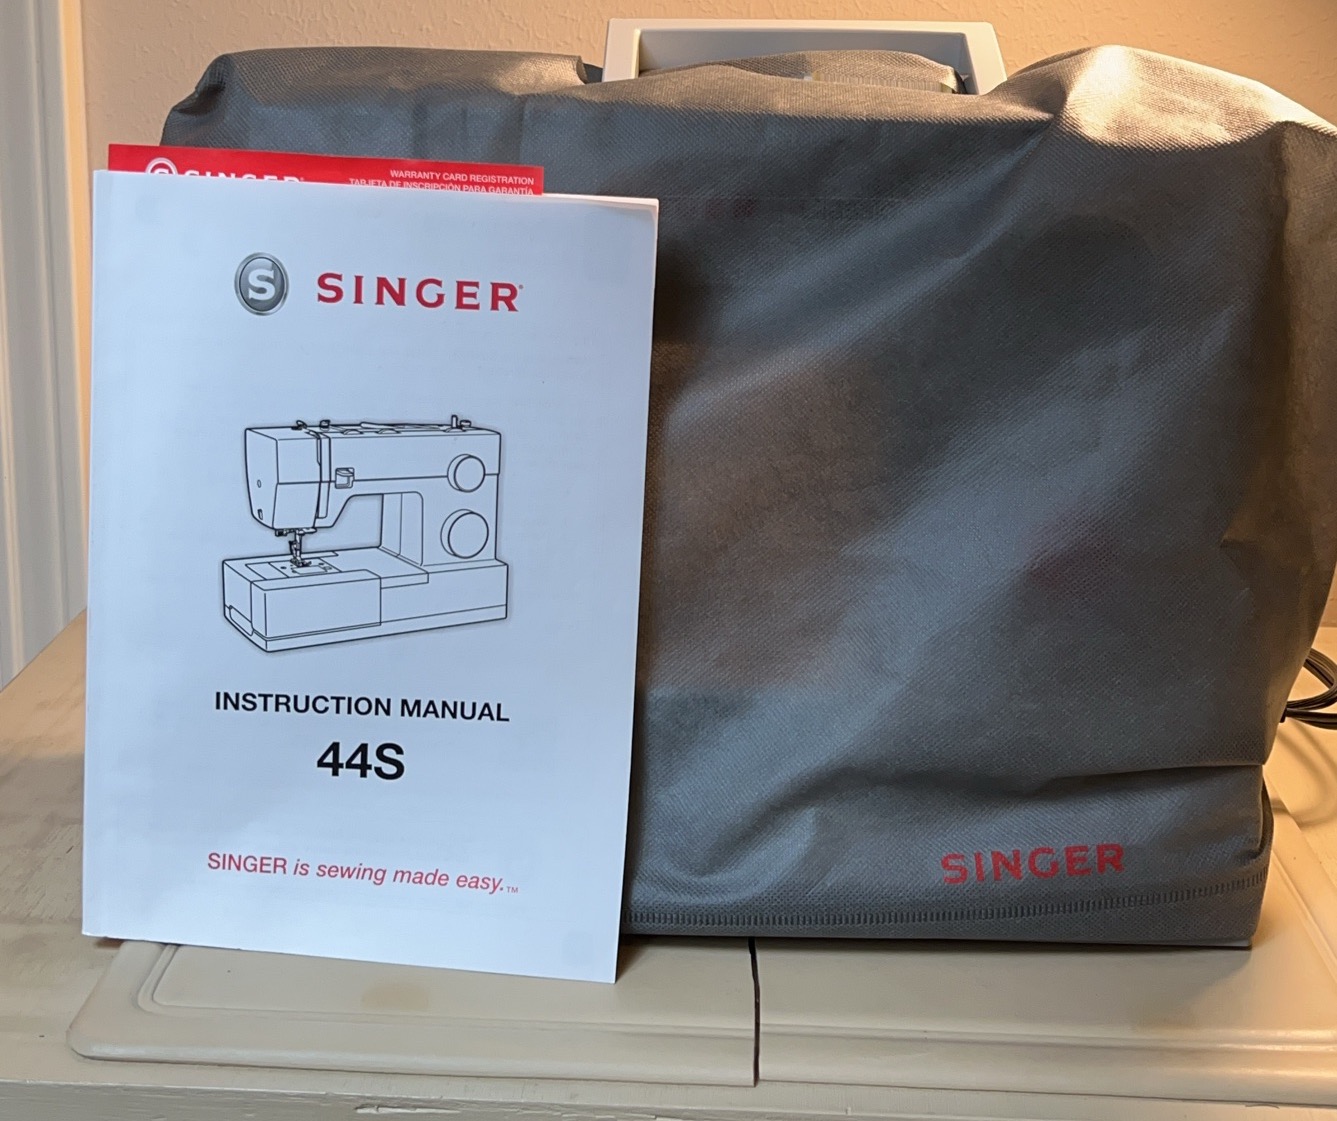 SINGER
WARRANTY CARD REGISTRATION
TARJETA DE INSCRIPCIÓN PARA GARANTÍA
S SINGER®
INSTRUCTION MANUAL
44S
SINGER is sewing made easy.™
SINGER